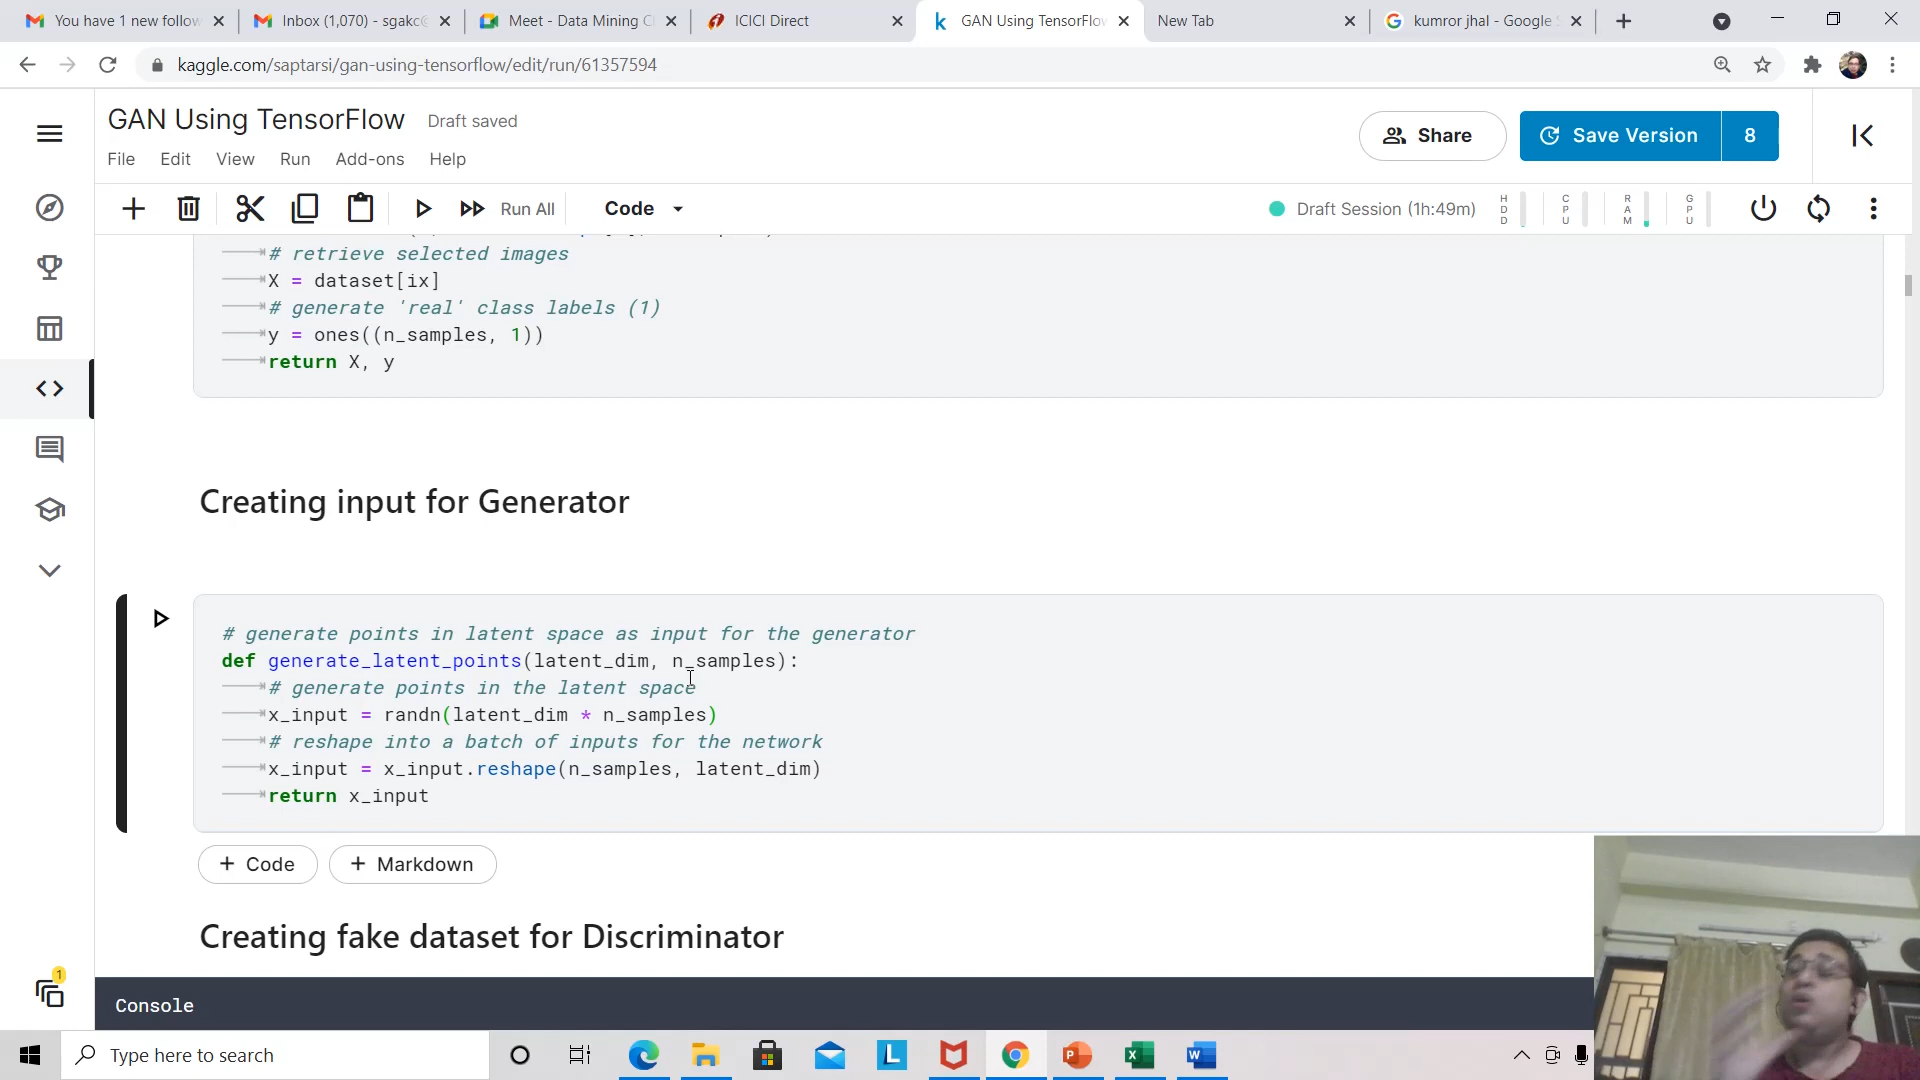 You have 1 new follow
Inbox (1,070) - sgakc@
Meet - Data Mining C
ICICI Direct
GAN Using TensorFlow
New Tab
kumror jhal - Google S
kaggle.com/saptarsi/gan-using-tensorflow/edit/run/61357594
GAN Using TensorFlow
Draft saved
File Edit View Run Add-ons Help
Share
Save Version 8
Run All
Code
Draft Session (1h:49m)
HDD CPU RAM GPU
# retrieve selected images
X = dataset[ix]
# generate 'real' class labels (1)
y = ones((n_samples, 1))
return X, y
Creating input for Generator
# generate points in latent space as input for the generator
def generate_latent_points(latent_dim, n_samples):
# generate points in the latent space
x_input = randn(latent_dim * n_samples)
# reshape into a batch of inputs for the network
x_input = x_input.reshape(n_samples, latent_dim)
return x_input
+ Code
+ Markdown
Creating fake dataset for Discriminator
1
Console
Type here to search